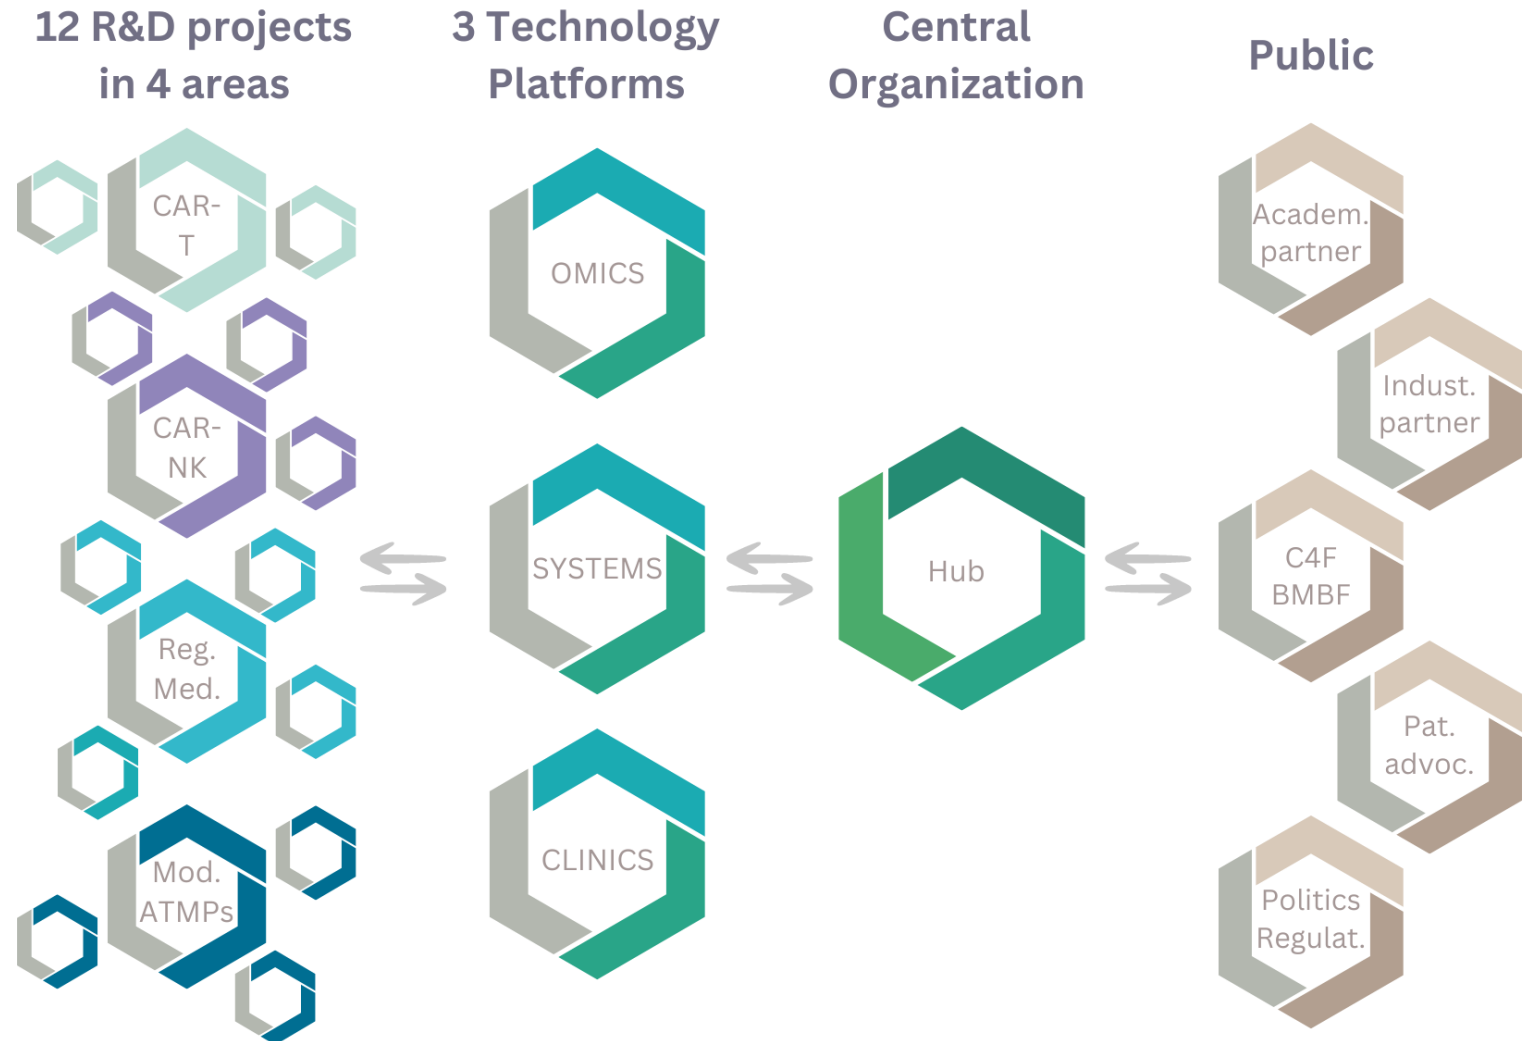 12 R&D projects
in 4 areas
3 Technology
Platforms
Central
Organization
Public
CAR-
T
CAR-
NK
Reg.
Med.
Mod.
ATMPs
OMICS
SYSTEMS
CLINICS
Hub
Academ.
partner
Indust.
partner
C4F
BMBF
Pat.
advoc.
Politics
Regulat.